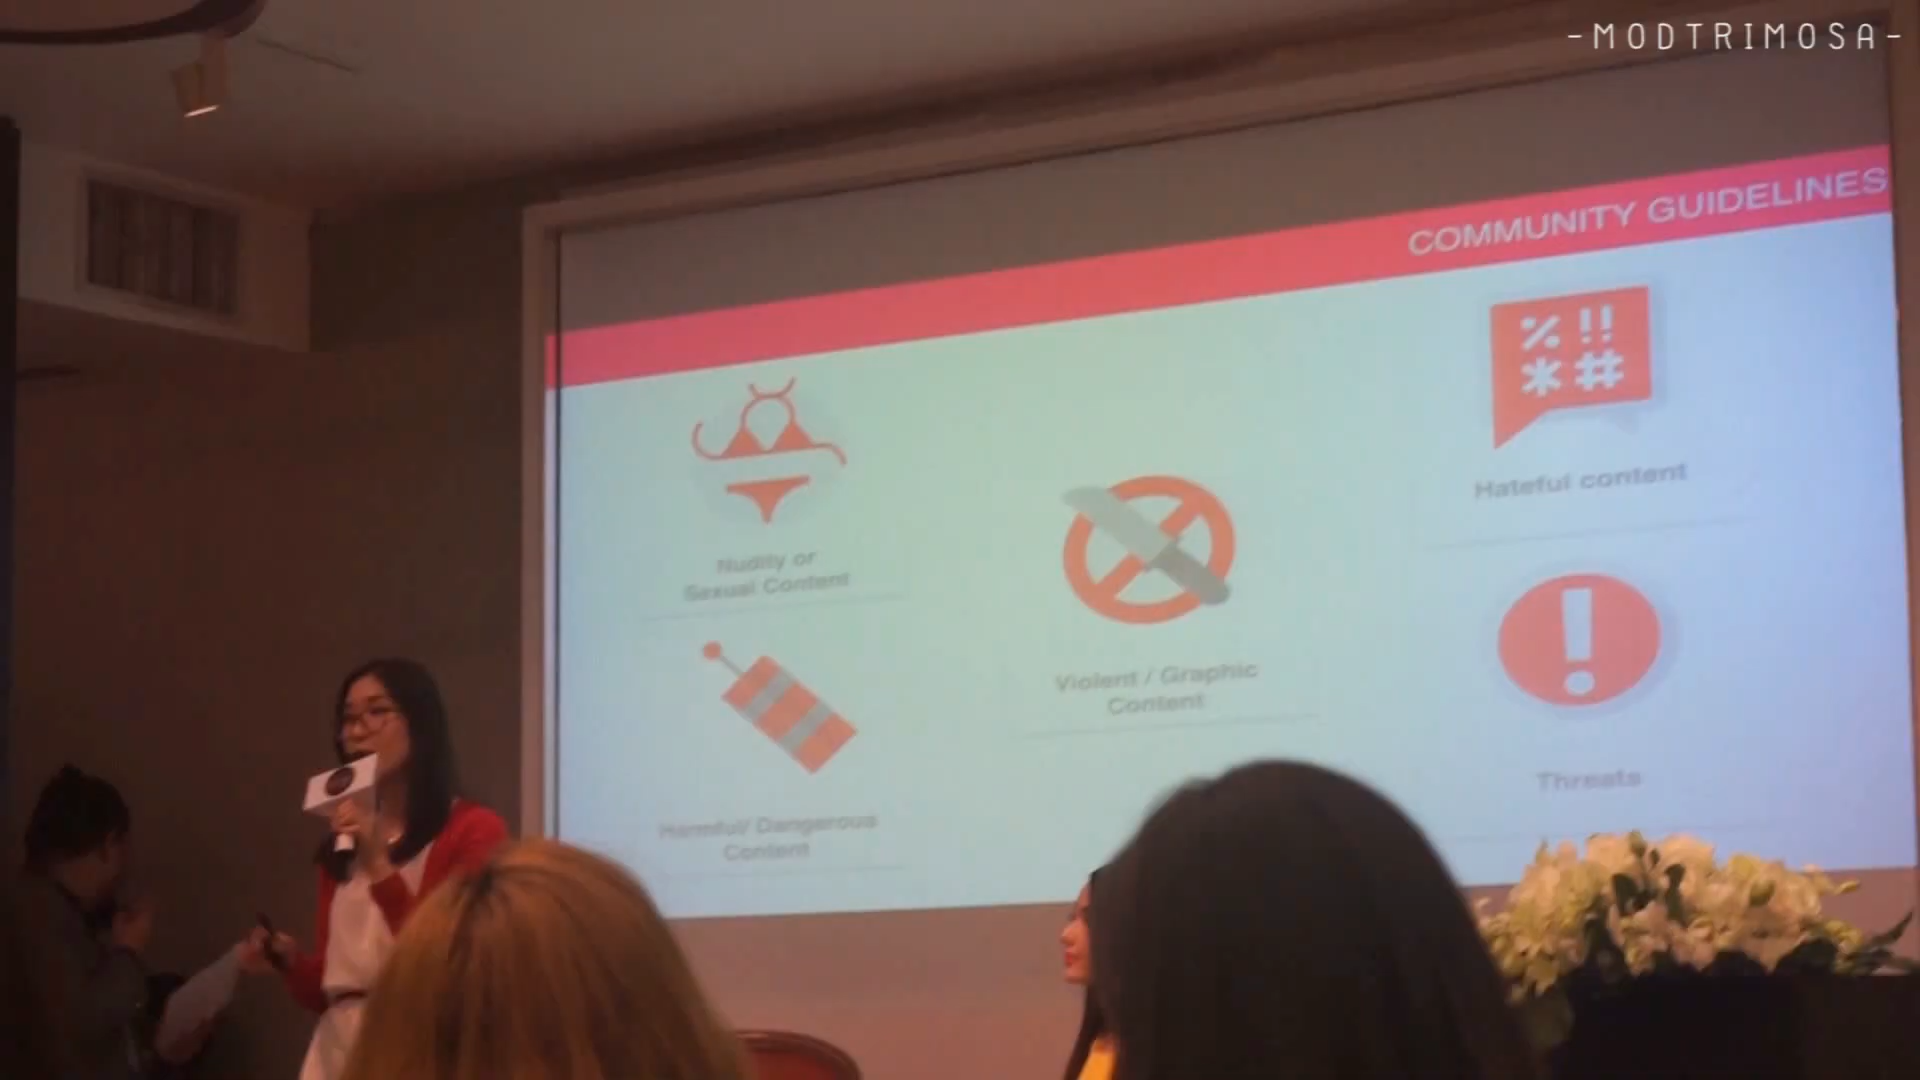 -MODTRIMOSA-
COMMUNITY GUIDELINES
% !!
* #
Hateful content
Nudity or
Sexual Content
Violent / Graphic
Content
!
Threats
Harmful/ Dangerous
Content